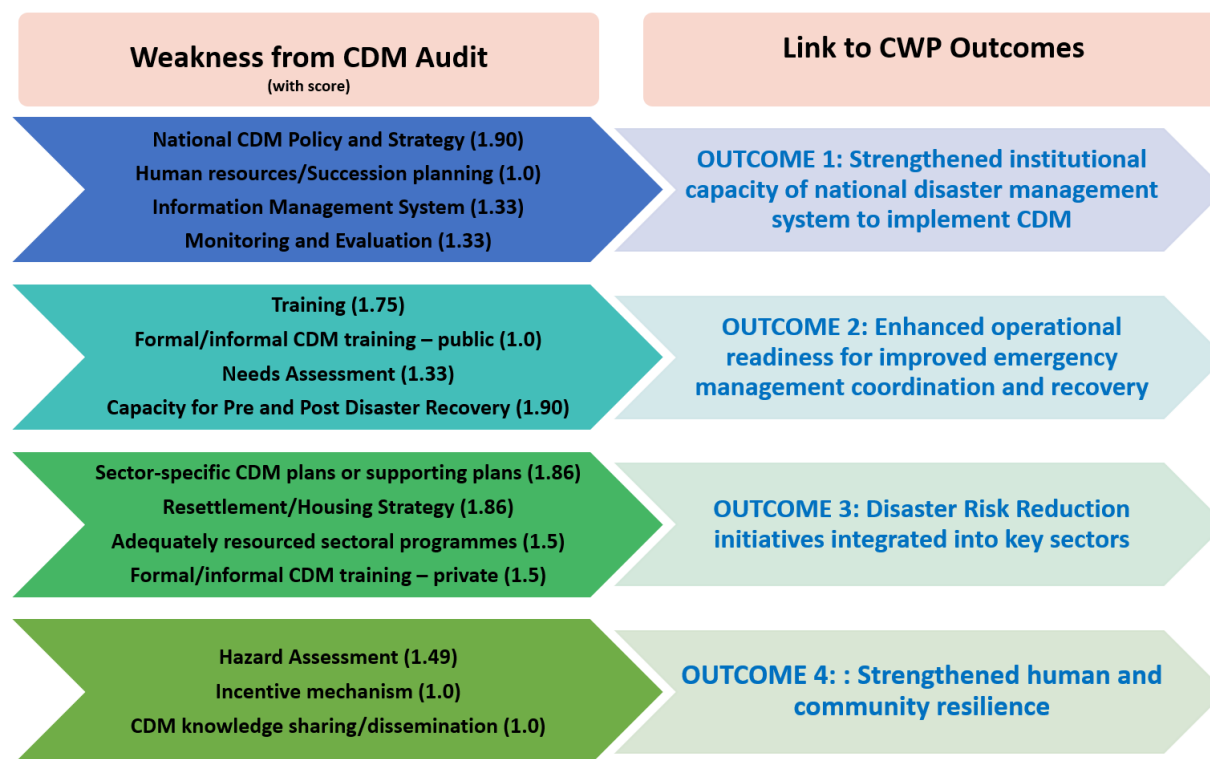 Weakness from CDM Audit
(with score)
Link to CWP Outcomes
National CDM Policy and Strategy (1.90)
Human resources/Succession planning (1.0)
Information Management System (1.33)
Monitoring and Evaluation (1.33)
OUTCOME 1: Strengthened institutional
capacity of national disaster management
system to implement CDM
Training (1.75)
Formal/informal CDM training – public (1.0)
Needs Assessment (1.33)
Capacity for Pre and Post Disaster Recovery (1.90)
OUTCOME 2: Enhanced operational
readiness for improved emergency
management coordination and recovery
Sector-specific CDM plans or supporting plans (1.86)
Resettlement/Housing Strategy (1.86)
Adequately resourced sectoral programmes (1.5)
Formal/informal CDM training – private (1.5)
OUTCOME 3: Disaster Risk Reduction
initiatives integrated into key sectors
Hazard Assessment (1.49)
Incentive mechanism (1.0)
CDM knowledge sharing/dissemination (1.0)
OUTCOME 4: : Strengthened human and
community resilience